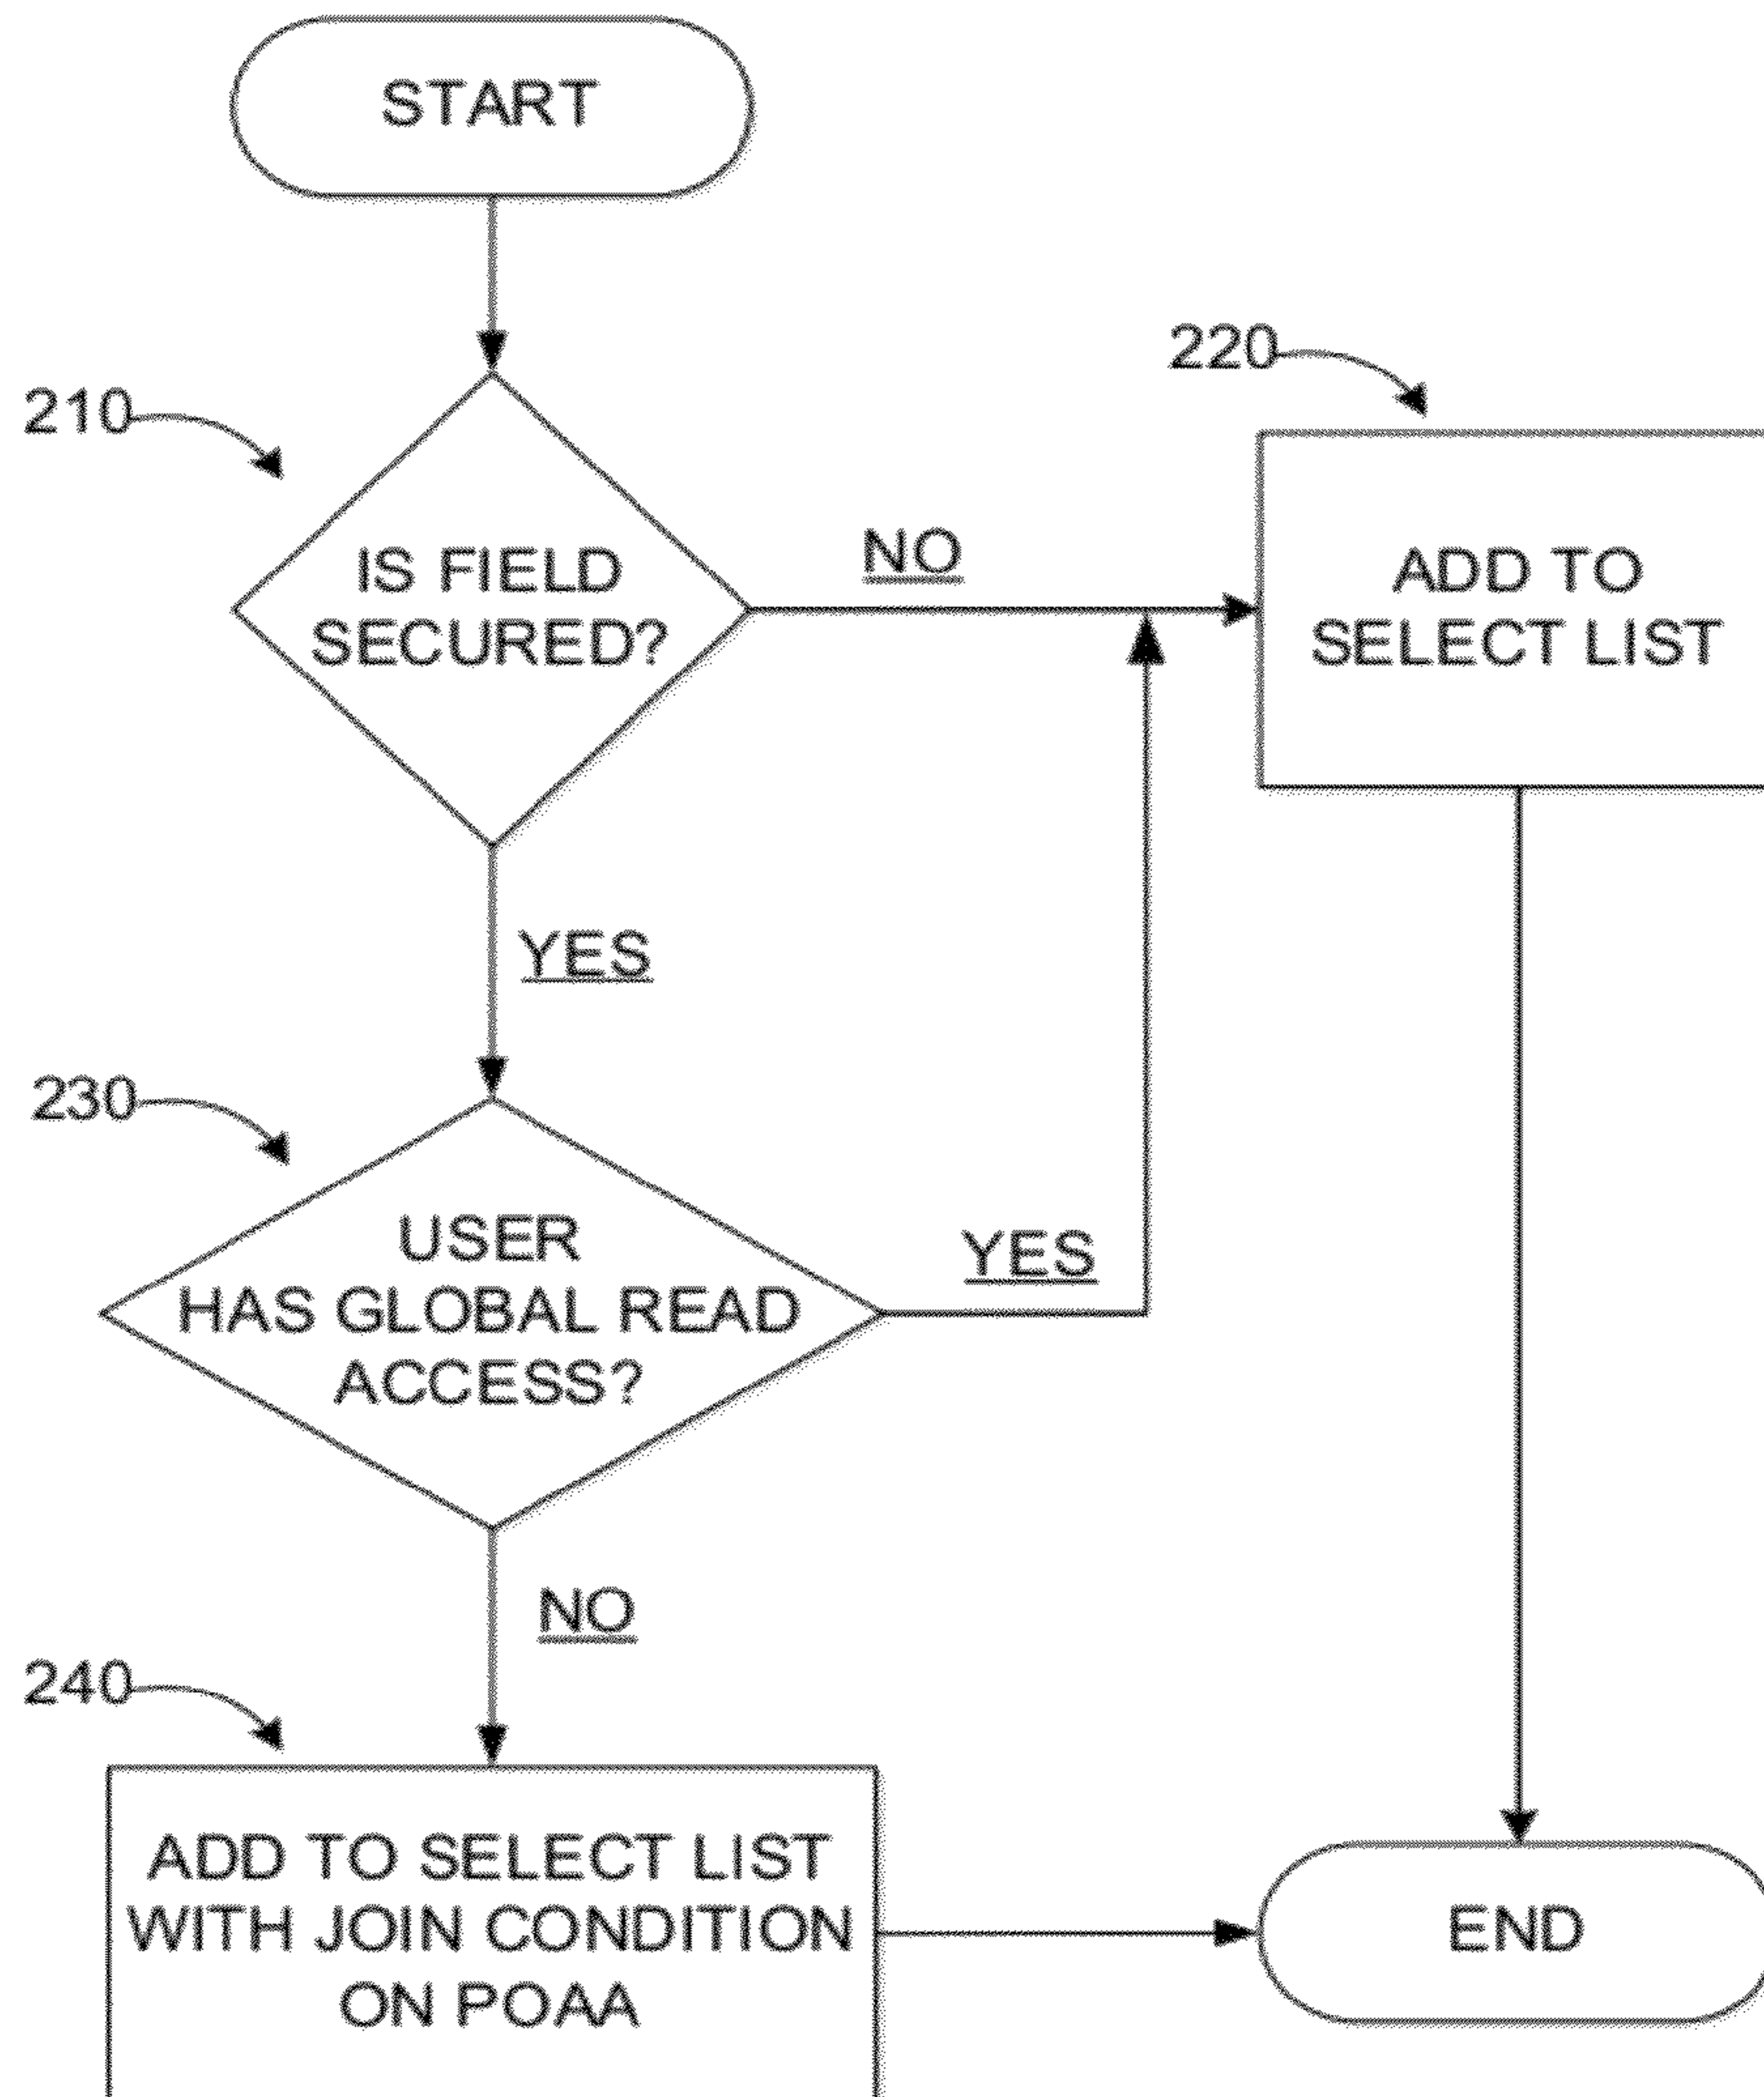 START
210
IS FIELD
SECURED?
NO
220
ADD TO
SELECT LIST
YES
230
USER
HAS GLOBAL READ
ACCESS?
YES
NO
240
ADD TO SELECT LIST
WITH JOIN CONDITION
ON POAA
END